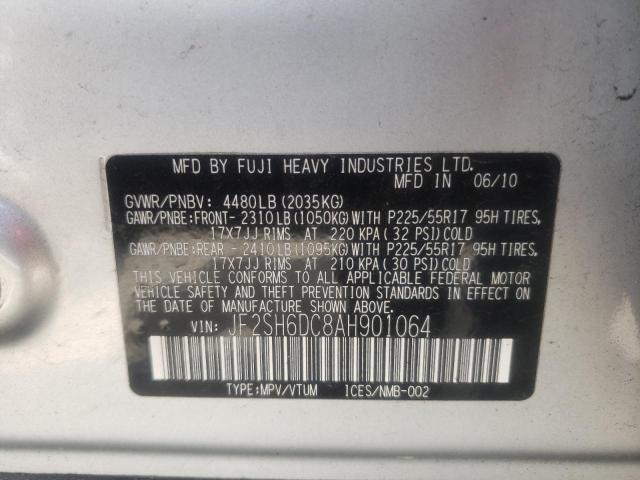 MFD BY FUJI HEAVY INDUSTRIES LTD.
MFD IN 06/10
GVWR/PNBV: 4480LB (2035KG)
GAWR/PNBE:FRONT- 2310LB (1050KG) WITH P225/55R17 95H TIRES,
17X7JJ RIMS AT 220 KPA (32 PSI) COLD
GAWR/PNBE:REAR - 2410LB (1095KG) WITH P225/55R17 95H TIRES,
17X7JJ RIMS AT 210 KPA (30 PSI) COLD
THIS VEHICLE CONFORMS TO ALL APPLICABLE FEDERAL MOTOR
VEHICLE SAFETY AND THEFT PREVENTION STANDARDS IN EFFECT ON
THE DATE OF MANUFACTURE SHOWN ABOVE.
VIN: JF2SH6DC8AH901064
TYPE:MPV/VTUM ICES/NMB-002